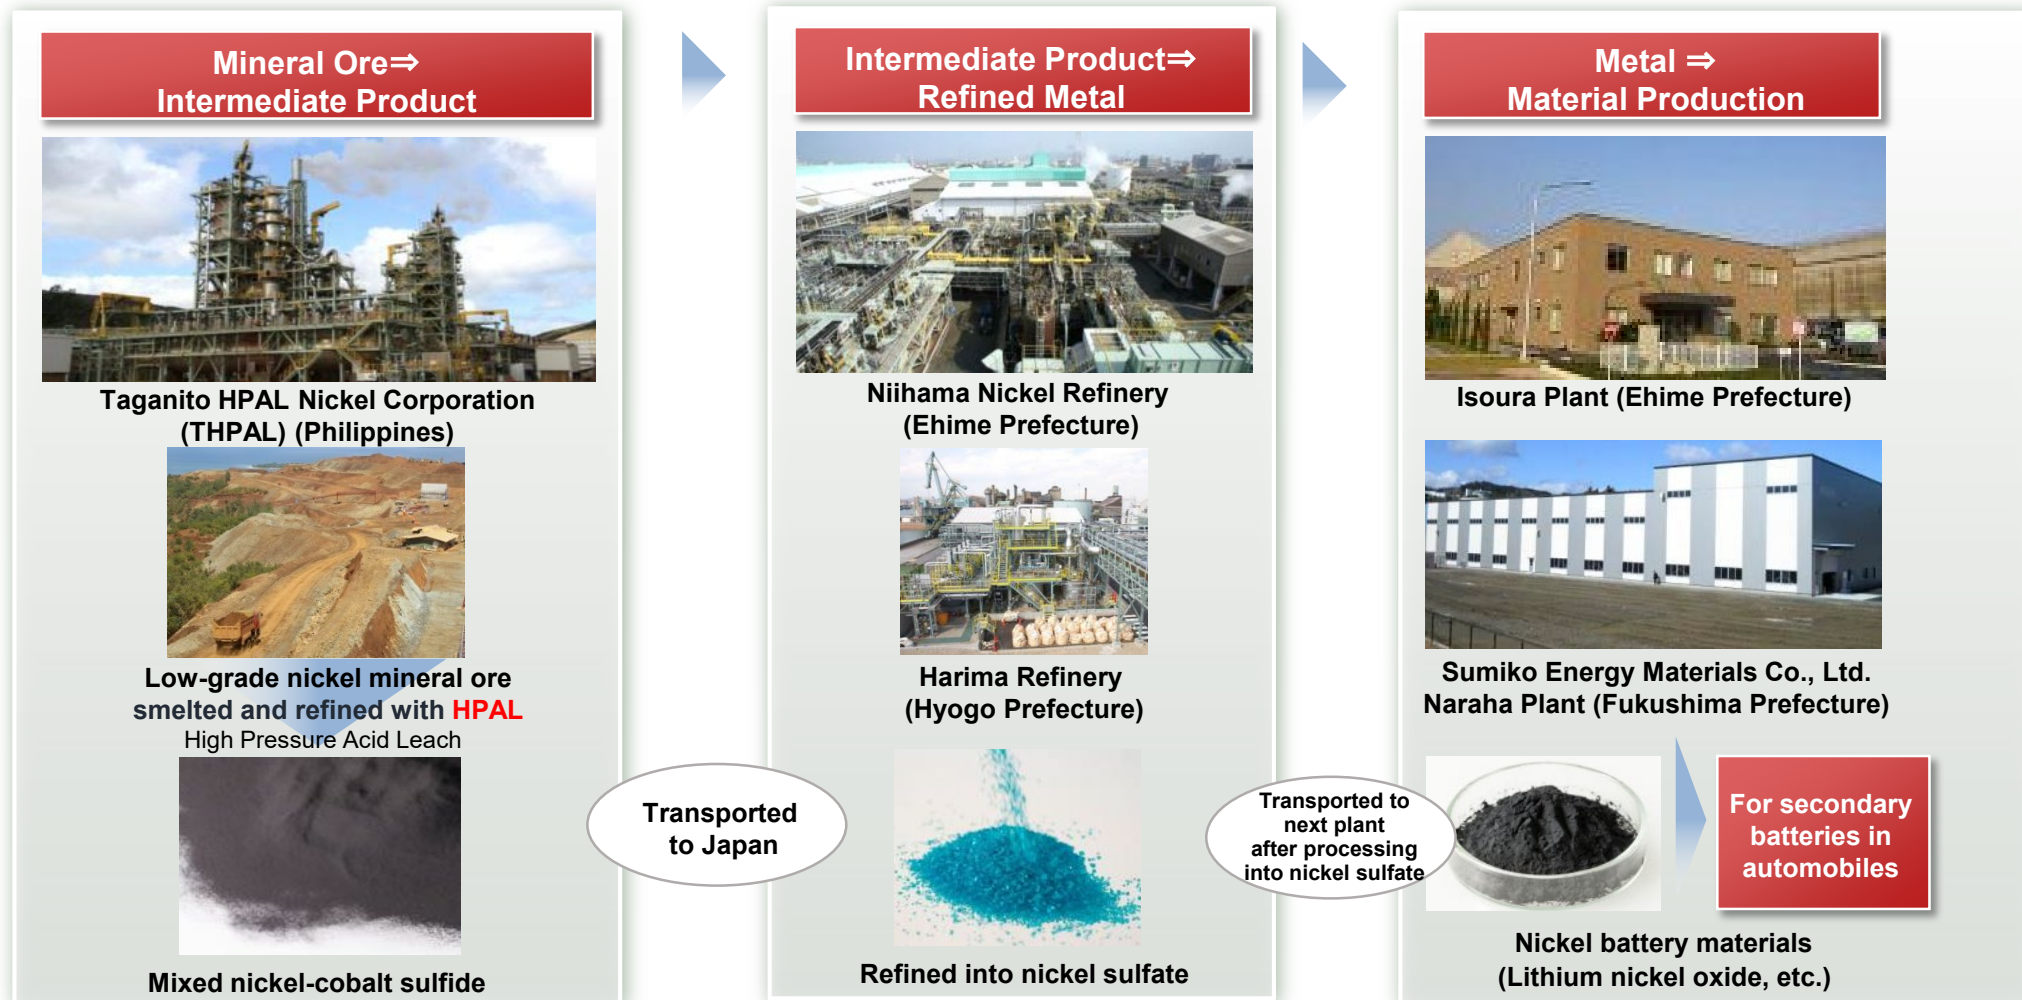 Mineral Ore⇒
Intermediate Product
Taganito HPAL Nickel Corporation
(THPAL) (Philippines)
Low-grade nickel mineral ore
smelted and refined with HPAL
High Pressure Acid Leach
Mixed nickel-cobalt sulfide
Transported
to Japan
Intermediate Product⇒
Refined Metal
Niihama Nickel Refinery
(Ehime Prefecture)
Harima Refinery
(Hyogo Prefecture)
Refined into nickel sulfate
Transported to
next plant
after processing
into nickel sulfate
Metal ⇒
Material Production
Isoura Plant (Ehime Prefecture)
Sumiko Energy Materials Co., Ltd.
Naraha Plant (Fukushima Prefecture)
For secondary
batteries in
automobiles
Nickel battery materials
(Lithium nickel oxide, etc.)